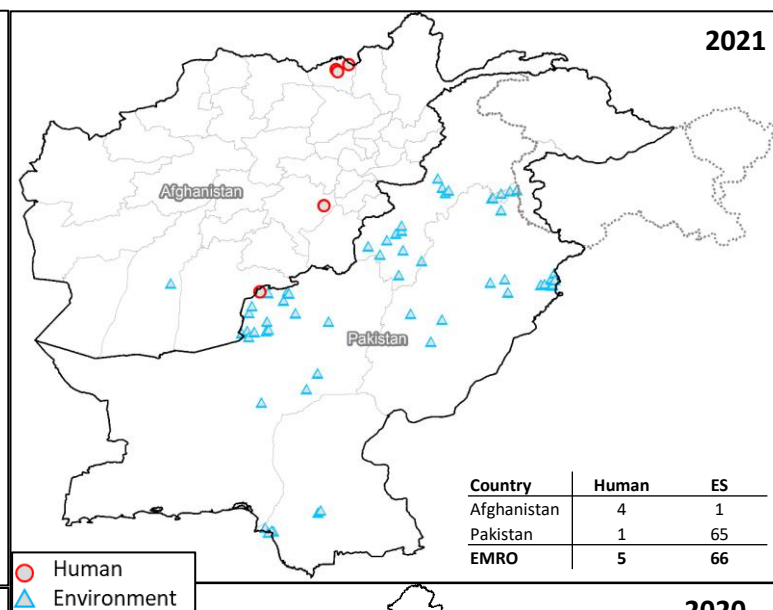 2021
Afghanistan
Pakistan
Country Human ES
Afghanistan 4 1
Pakistan 1 65
EMRO 5 66
Human
Environment
2020